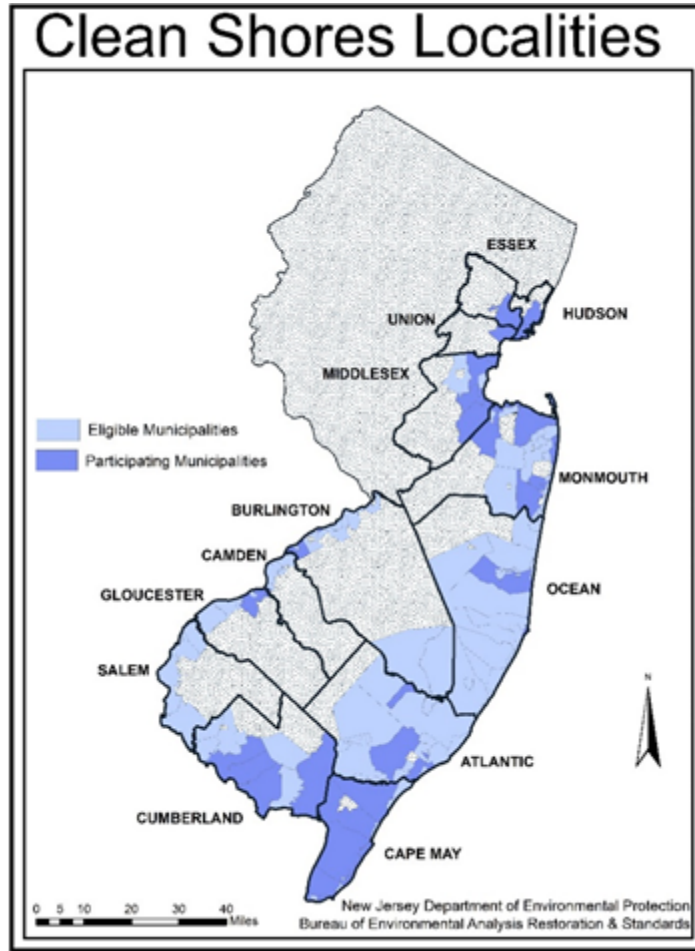 Clean Shores Localities
ESSEX
HUDSON
UNION
MIDDLESEX
Eligible Municipalities
Participating Municipalities
MONMOUTH
BURLINGTON
CAMDEN
OCEAN
GLOUCESTER
SALEM
N
ATLANTIC
CUMBERLAND
CAPE MAY
0 5 10 20 30 40
Miles
New Jersey Department of Environmental Protection
Bureau of Environmental Analysis Restoration & Standards